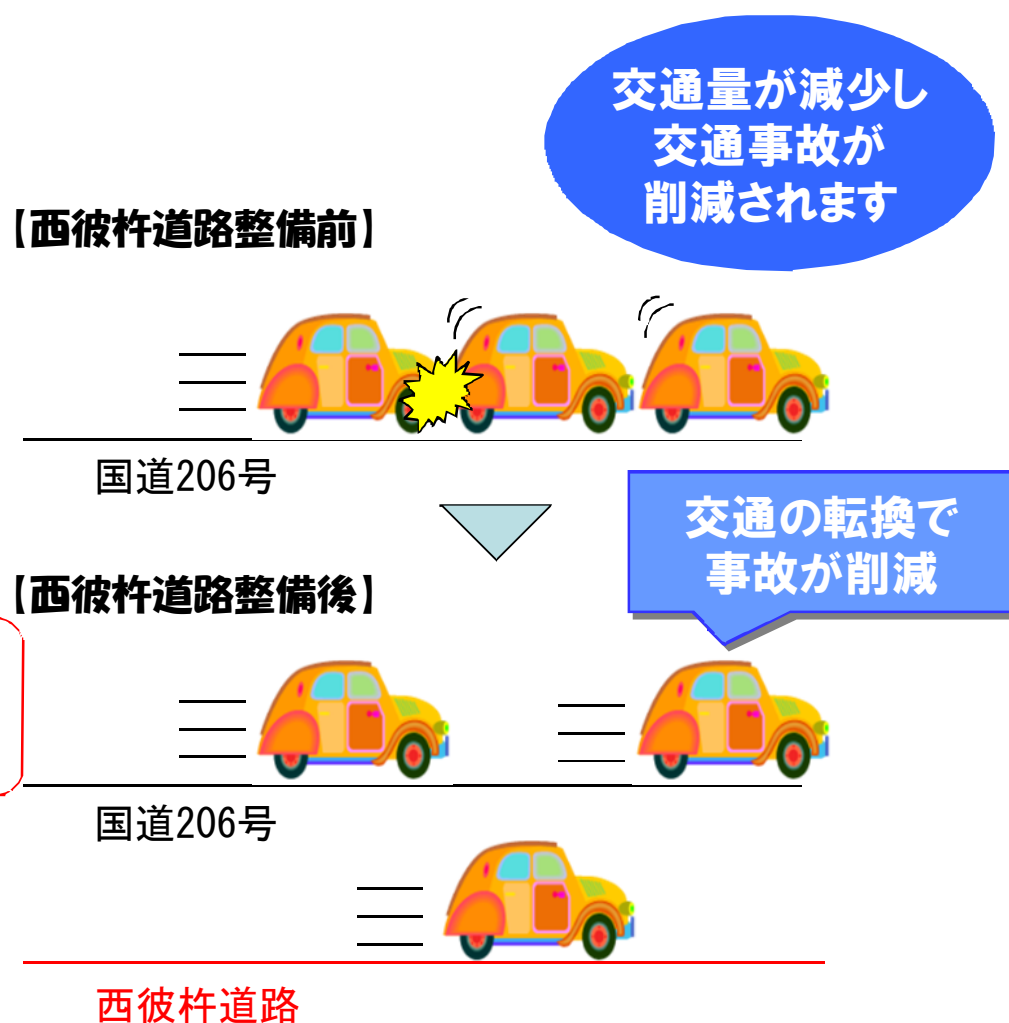 交通量が減少し
交通事故が
削減されます
【西彼杵道路整備前】
国道206号
交通の転換で
事故が削減
【西彼杵道路整備後】
国道206号
西彼杵道路